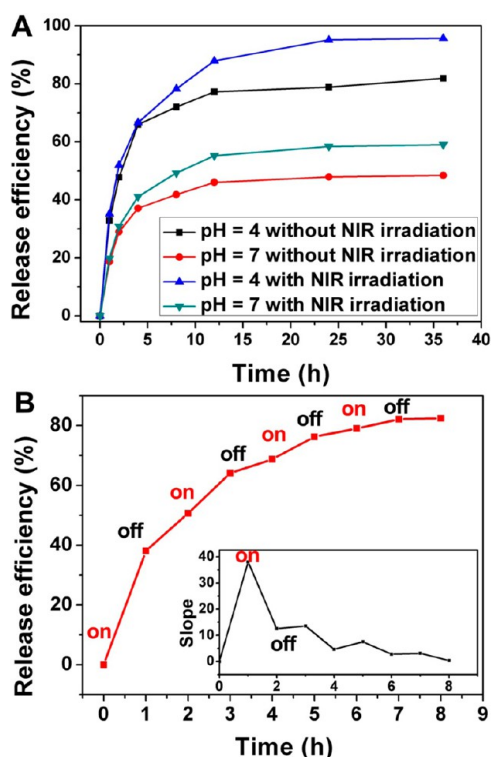 A
Release efficiency (%)
100
80
60
40
20
0
pH = 4 without NIR irradiation
pH = 7 without NIR irradiation
pH = 4 with NIR irradiation
pH = 7 with NIR irradiation
0 5 10 15 20 25 30 35 40
Time (h)
B
Release efficiency (%)
80
60
40
20
0
on
off
on
off
on
off
on
off
Slope
40
30
20
10
0
on
off
0 2 4 6 8
0 1 2 3 4 5 6 7 8 9
Time (h)